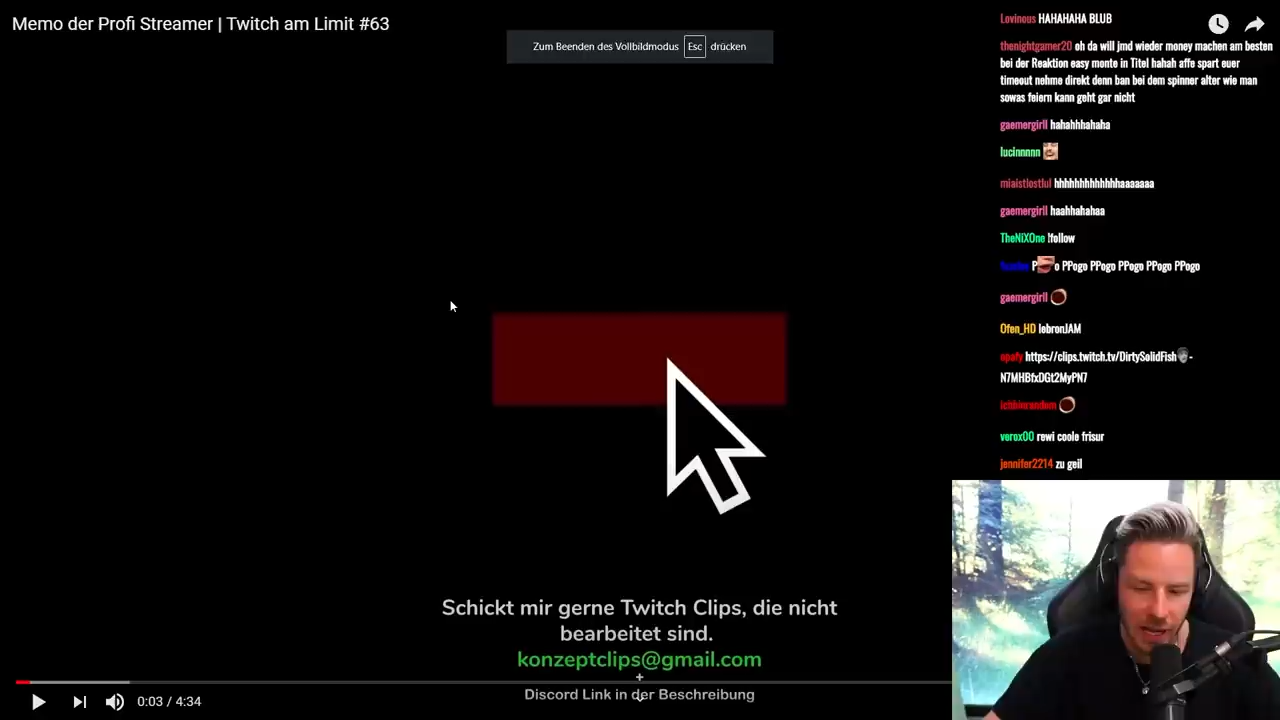 Memo der Profi Streamer | Twitch am Limit #63
Zum Beenden des Vollbildmodus Esc drücken
Lovinous HAHAHAHA BLUB
thenightgamer20 oh da will jmd wieder money machen am besten
bei der Reaktion easy monte in Titel hahah affe spart euer
timeout nehme direkt denn ban bei dem spinner alter wie man
sowas feiern kann geht gar nicht
gaemergirll hahahhhahaha
lucinnnnn
miaistlostlul hhhhhhhhhhhhhaaaaaaa
gaemergirll haahhahahaa
TheNiXOne !follow
PPogo PPogo PPogo PPogo
gaemergirll
Ofen_HD lebronJAM
opafy https://clips.twitch.tv/DirtySolidFish
-
N7MHBfxDGt2MyPN7
ichbinrandom
verox00 rewi coole frisur
jennifer2214 zu geil
Schickt mir gerne Twitch Clips, die nicht
bearbeitet sind.
konzeptclips@gmail.com
+
Discord Link in der Beschreibung
0:03 / 4:34